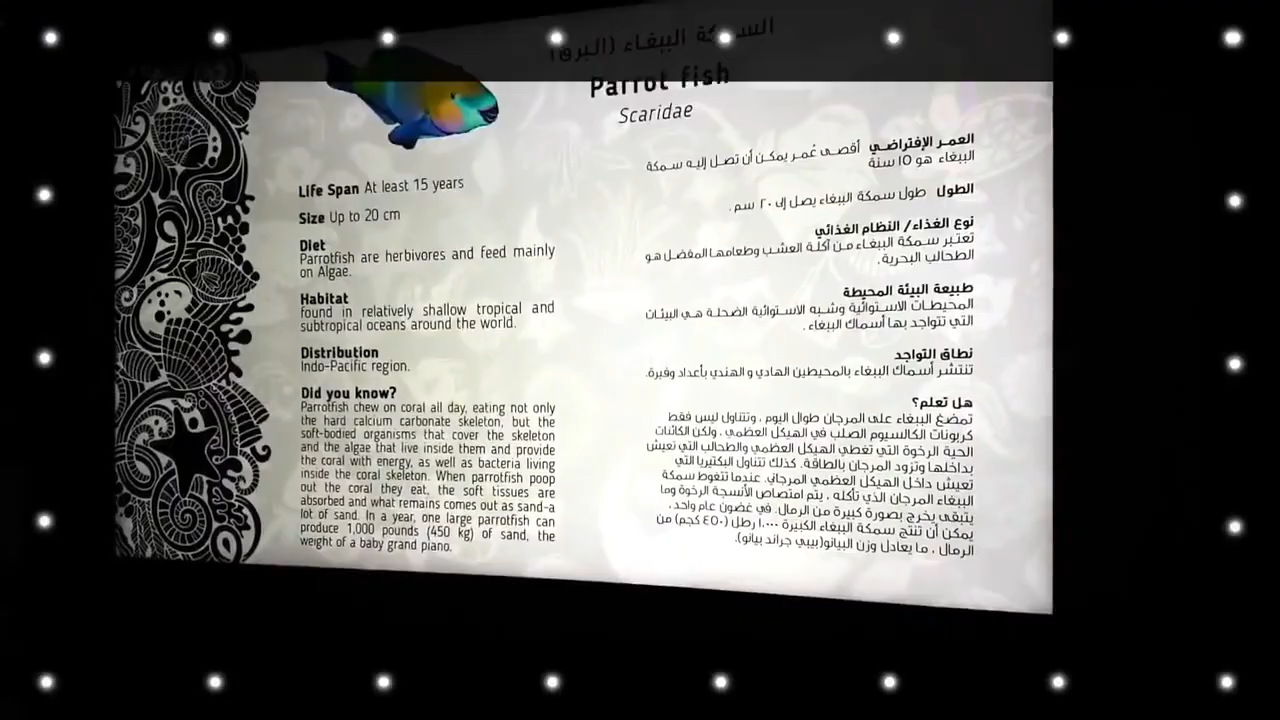 السمكة الببغاء (البرق)
Parrot fish
Scaridae
Life Span At least 15 years
Size Up to 20 cm
Diet
Parrotfish are herbivores and feed mainly
on Algae.
Habitat
found in relatively shallow tropical and
subtropical oceans around the world.
Distribution
Indo-Pacific region.
Did you know?
Parrotfish chew on coral all day, eating not only
the hard calcium carbonate skeleton, but the
soft-bodied organisms that cover the skeleton
and the algae that live inside them and provide
the coral with energy, as well as bacteria living
inside the coral skeleton. When parrotfish poop
out the coral they eat, the soft tissues are
absorbed and what remains comes out as sand-a
lot of sand. In a year, one large parrotfish can
produce 1,000 pounds (450 kg) of sand, the
weight of a baby grand piano.
العمر الإفتراضي أقصى عُمر يمكن أن تصل إليه سمكة
الببغاء هو ١٥ سنة
الطول طول سمكة الببغاء يصل إلى ٢٠ سم .
نوع الغذاء/ النظام الغذائي
تعتبر سمكة الببغاء من آكلة العشب وطعامها المفضل هو
الطحالب البحرية.
طبيعة البيئة المحيطة
المحيطات الاستوائية وشبه الاستوائية الضحلة هي البيئات
التي تتواجد بها أسماك الببغاء .
نطاق التواجد
تنتشر أسماك الببغاء بالمحيطين الهادي و الهندي بأعداد وفيرة.
هل تعلم؟
تمضغ الببغاء على المرجان طوال اليوم ، وتتناول ليس فقط
كربونات الكالسيوم الصلب في الهيكل العظمي ، ولكن الكائنات
الحية الرخوة التي تغطي الهيكل العظمي والطحالب التي تعيش
بداخلها وتزود المرجان بالطاقة. كذلك تتناول البكتيريا التي
تعيش داخل الهيكل العظمي المرجاني. عندما تتغوط سمكة
الببغاء المرجان الذي تأكله ، يتم امتصاص الأنسجة الرخوة وما
يتبقى يخرج بصورة كبيرة من الرمال. في غضون عام واحد ،
يمكن أن تنتج سمكة الببغاء الكبيرة ١,٠٠٠ رطل (٤٥٠ كجم) من
الرمال ، ما يعادل وزن البيانو(بيبي جراند بيانو).